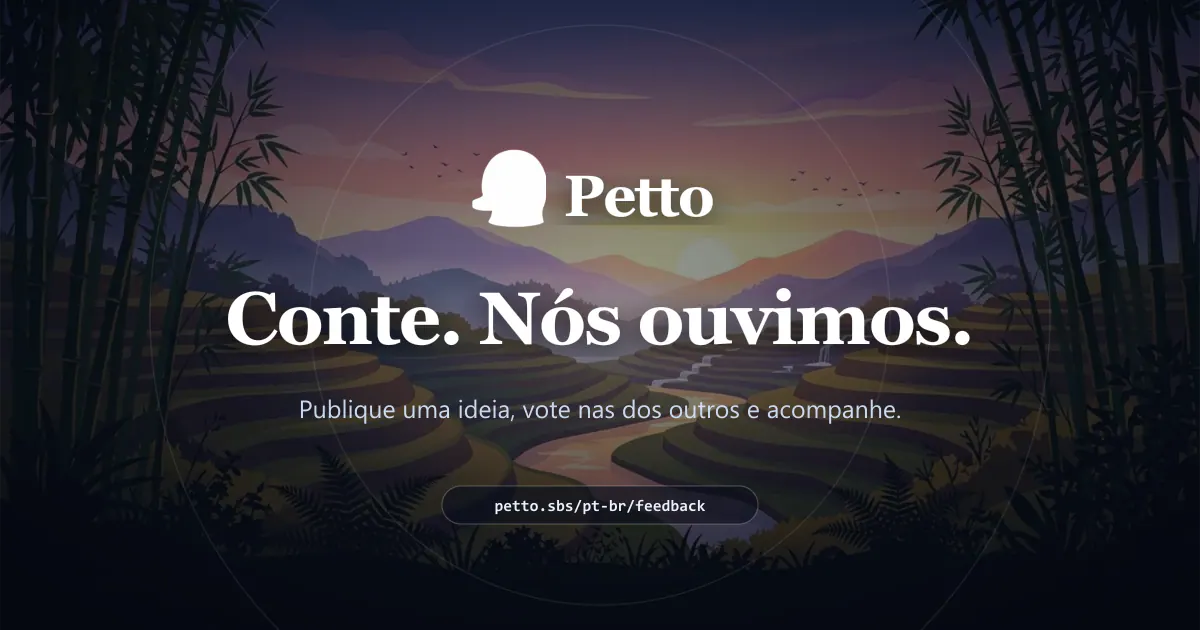 Petto
Conte. Nós ouvimos.
Publique uma ideia, vote nas dos outros e acompanhe.
petto.sbs/pt-br/feedback